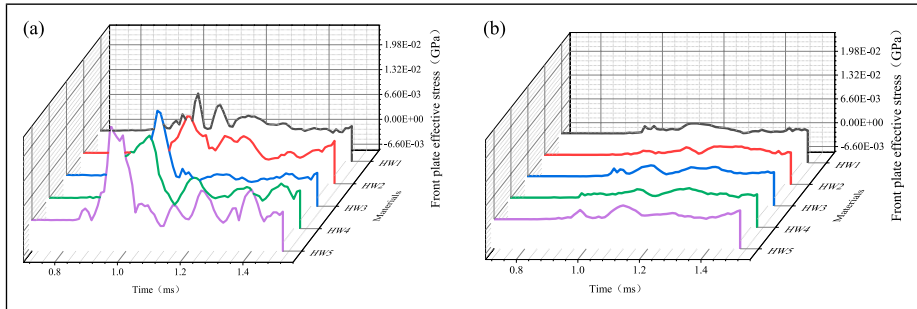 (a)
1.98E-02
1.32E-02
6.60E-03
0.00E+00
-6.60E-03
Front plate effective stress（GPa）
HW1
HW2
HW3
HW4
HW5
Materials
0.8
1.0
1.2
1.4
Time（ms）
(b)
1.98E-02
1.32E-02
6.60E-03
0.00E+00
-6.60E-03
Front plate effective stress（GPa）
HW1
HW2
HW3
HW4
HW5
Materials
0.8
1.0
1.2
1.4
Time（ms）